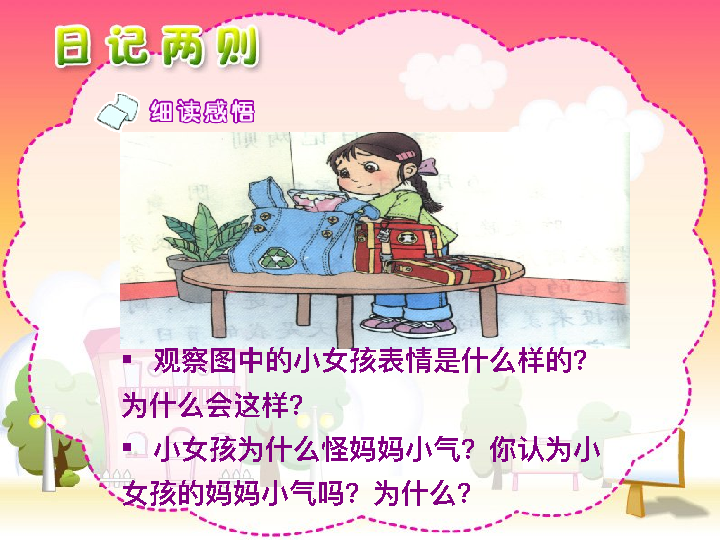 日记两则
细读感悟
▪ 观察图中的小女孩表情是什么样的?
为什么会这样?
▪ 小女孩为什么怪妈妈小气? 你认为小
女孩的妈妈小气吗? 为什么?